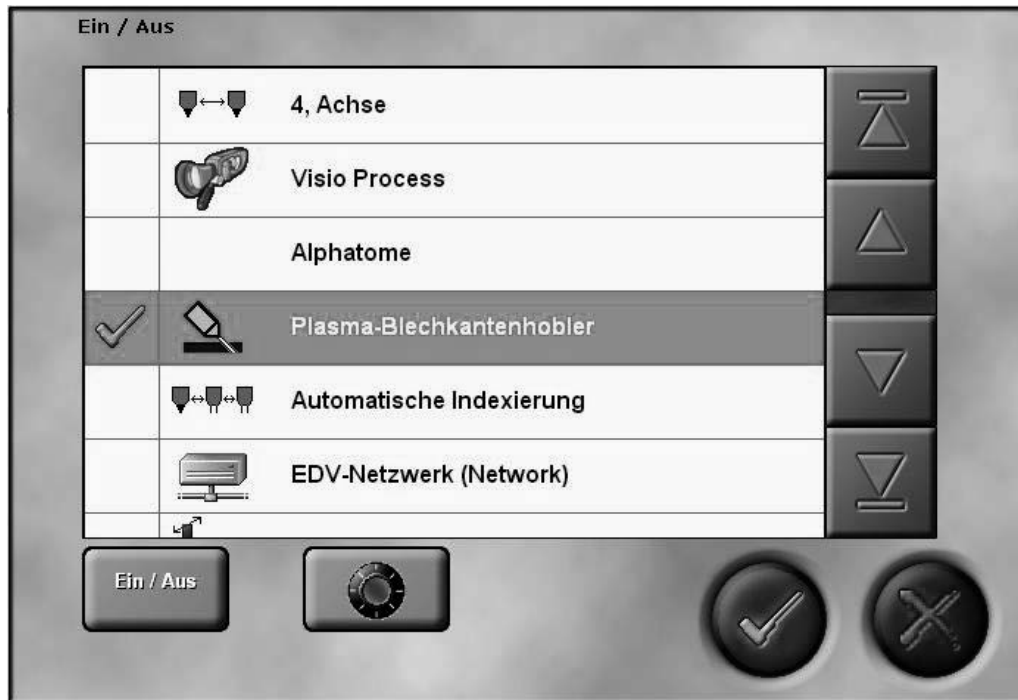 Ein / Aus
4, Achse
Visio Process
Alphatome
Plasma-Blechkantenhobler
Automatische Indexierung
EDV-Netzwerk (Network)
Ein / Aus